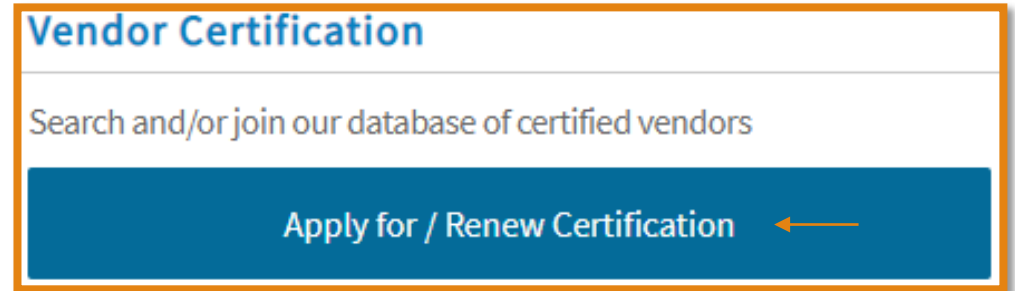 Vendor Certification
Search and/or join our database of certified vendors
Apply for / Renew Certification